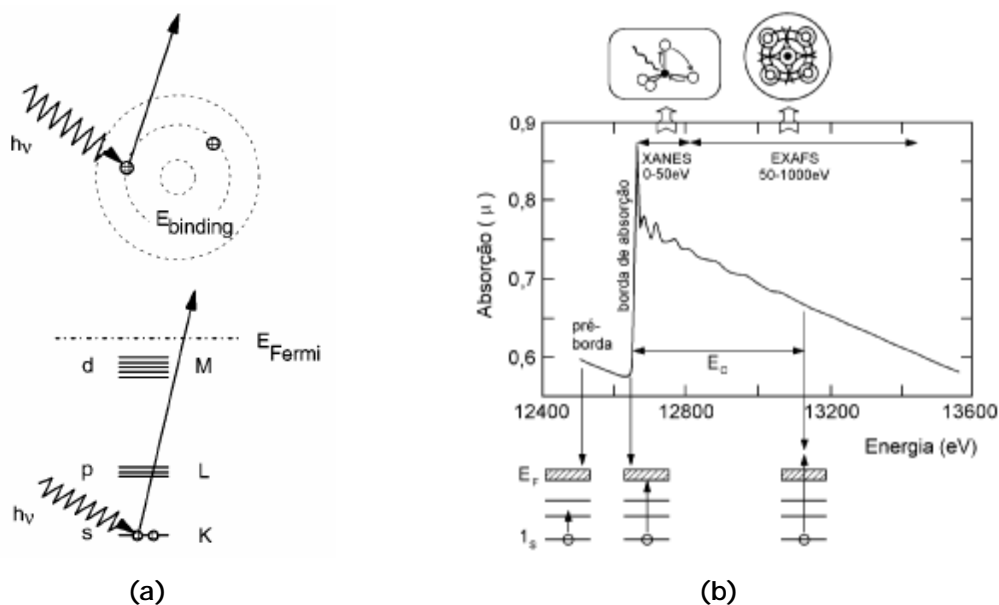 hν
E binding
E Fermi
d M
p L
hν
s K
(a)
0,9
0,8
0,7
0,6
Absorção ( μ )
XANES
0-50eV
EXAFS
50-1000eV
borda de absorção
pré-
borda
E₀
12400 12800 13200 13600
Energia (eV)
E F
1 s
(b)